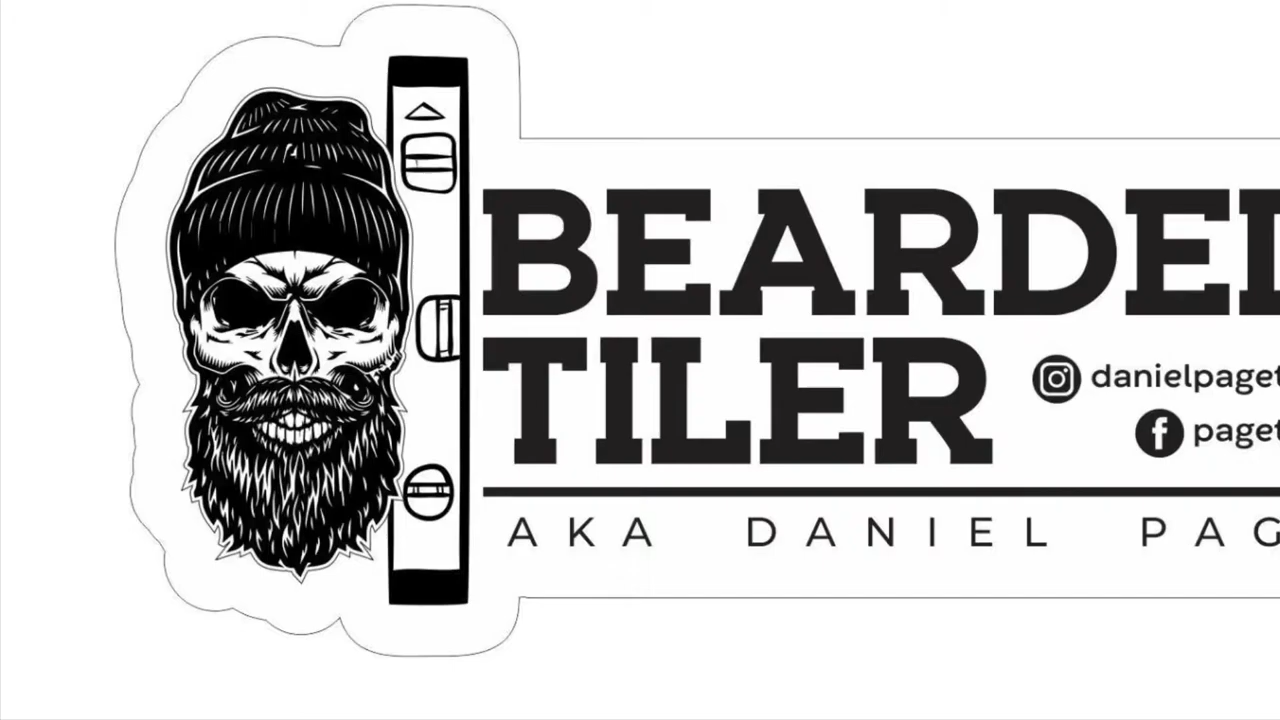 BEARDE
TILER
danielpaget
paget
AKA DANIEL PAG